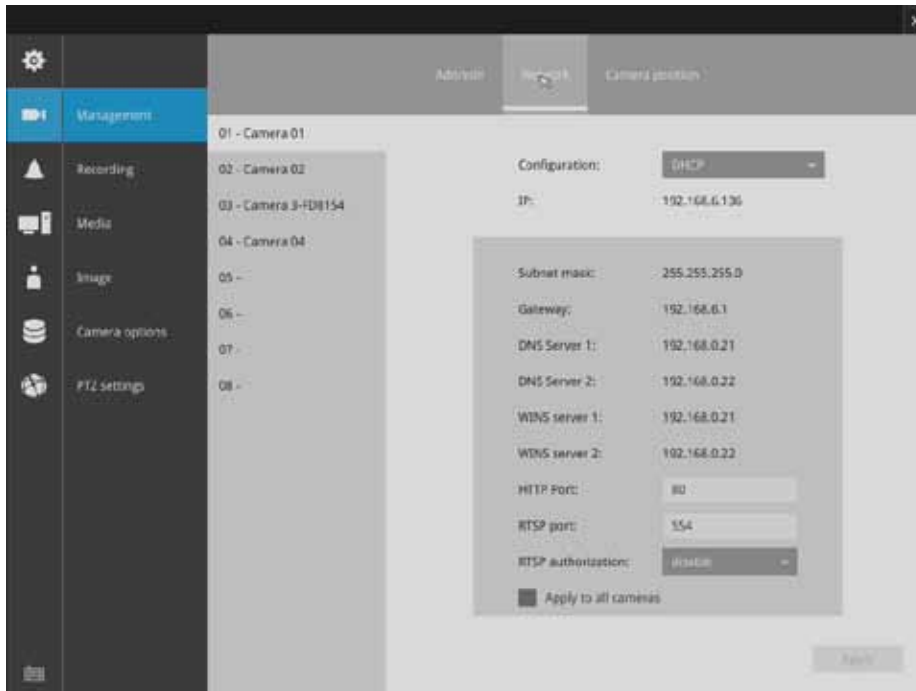 Add/edit
Network
Camera position
Management
Recording
Media
Image
Camera options
PTZ settings
01 - Camera 01
02 - Camera 02
03 - Camera 3-FD8154
04 - Camera 04
05 -
06 -
07 -
08 -
Configuration: DHCP
IP: 192.168.6.136
Subnet mask: 255.255.255.0
Gateway: 192.168.6.1
DNS Server 1: 192.168.0.21
DNS Server 2: 192.168.0.22
WINS server 1: 192.168.0.21
WINS server 2: 192.168.0.22
HTTP Port: 80
RTSP port: 554
RTSP authorization: disable
Apply to all cameras
Apply